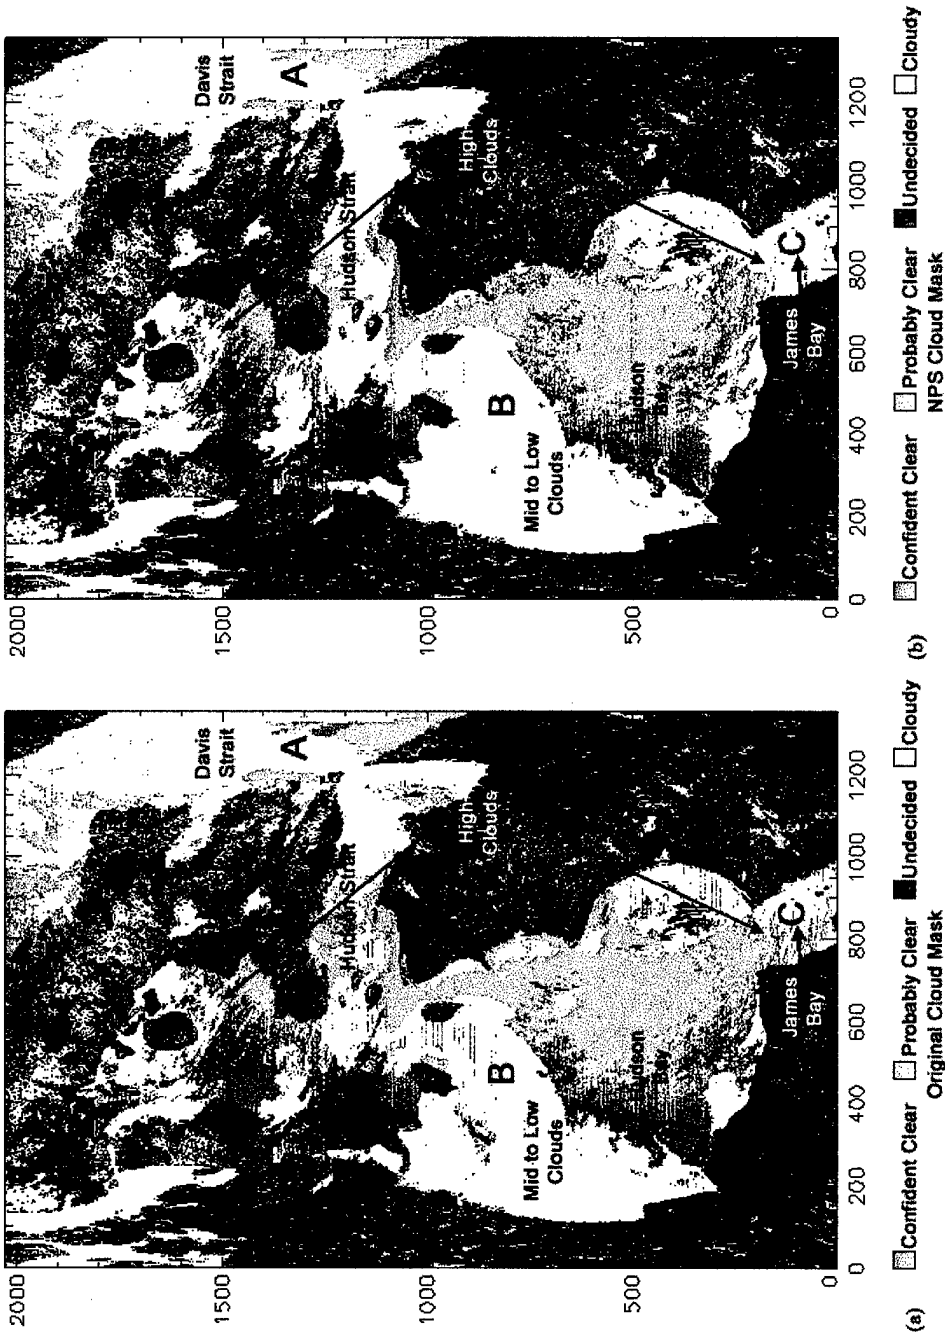 2000
1500
1000
500
0
200
400
600
800
1000
1200
Davis
Strait
A
Hudson Strait
High
Clouds
B
Mid to Low
Clouds
Hudson
Bay
C
James
Bay
Confident Clear
Probably Clear
Undecided
Cloudy
(a)
Original Cloud Mask
2000
1500
1000
500
0
200
400
600
800
1000
1200
Davis
Strait
A
Hudson Strait
High
Clouds
B
Mid to Low
Clouds
Hudson
Bay
C
James
Bay
Confident Clear
Probably Clear
Undecided
Cloudy
(b)
NPS Cloud Mask